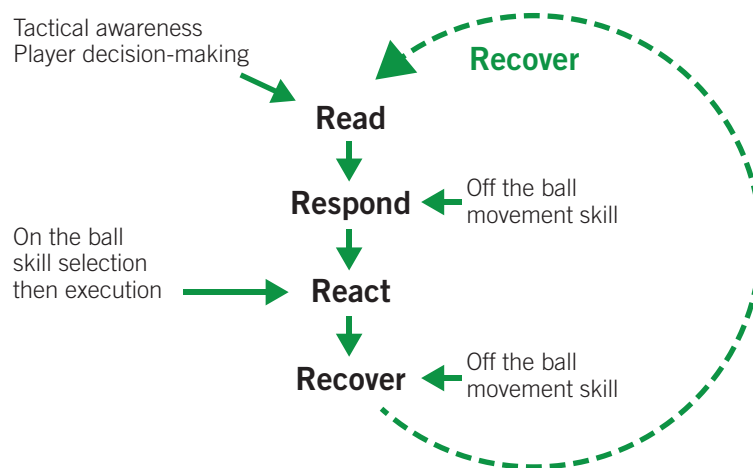 Tactical awareness
Player decision-making
Recover
Read
Respond
Off the ball
movement skill
On the ball
skill selection
then execution
React
Recover
Off the ball
movement skill